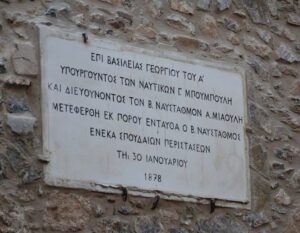 ΕΠΙ ΒΑΣΙΛΕΙΑΣ ΓΕΩΡΓΙΟΥ ΤΟΥ Α'
ΥΠΟΥΡΓΟΥΝΤΟΣ ΤΩΝ ΝΑΥΤΙΚΩΝ Γ. ΜΠΟΥΜΠΟΥΛΗ
ΚΑΙ ΔΙΕΥΘΥΝΟΝΤΟΣ ΤΟΝ Β. ΝΑΥΣΤΑΘΜΟΝ Α. ΜΙΑΟΥΛΗ
ΜΕΤΕΦΕΡΘΗ ΕΚ ΠΟΡΟΥ ΕΝΤΑΥΘΑ Ο Β. ΝΑΥΣΤΑΘΜΟΣ
ΕΝΕΚΑ ΣΠΟΥΔΑΙΩΝ ΠΕΡΙΣΤΑΣΕΩΝ
ΤΗι 30 ΙΑΝΟΥΑΡΙΟΥ
1878